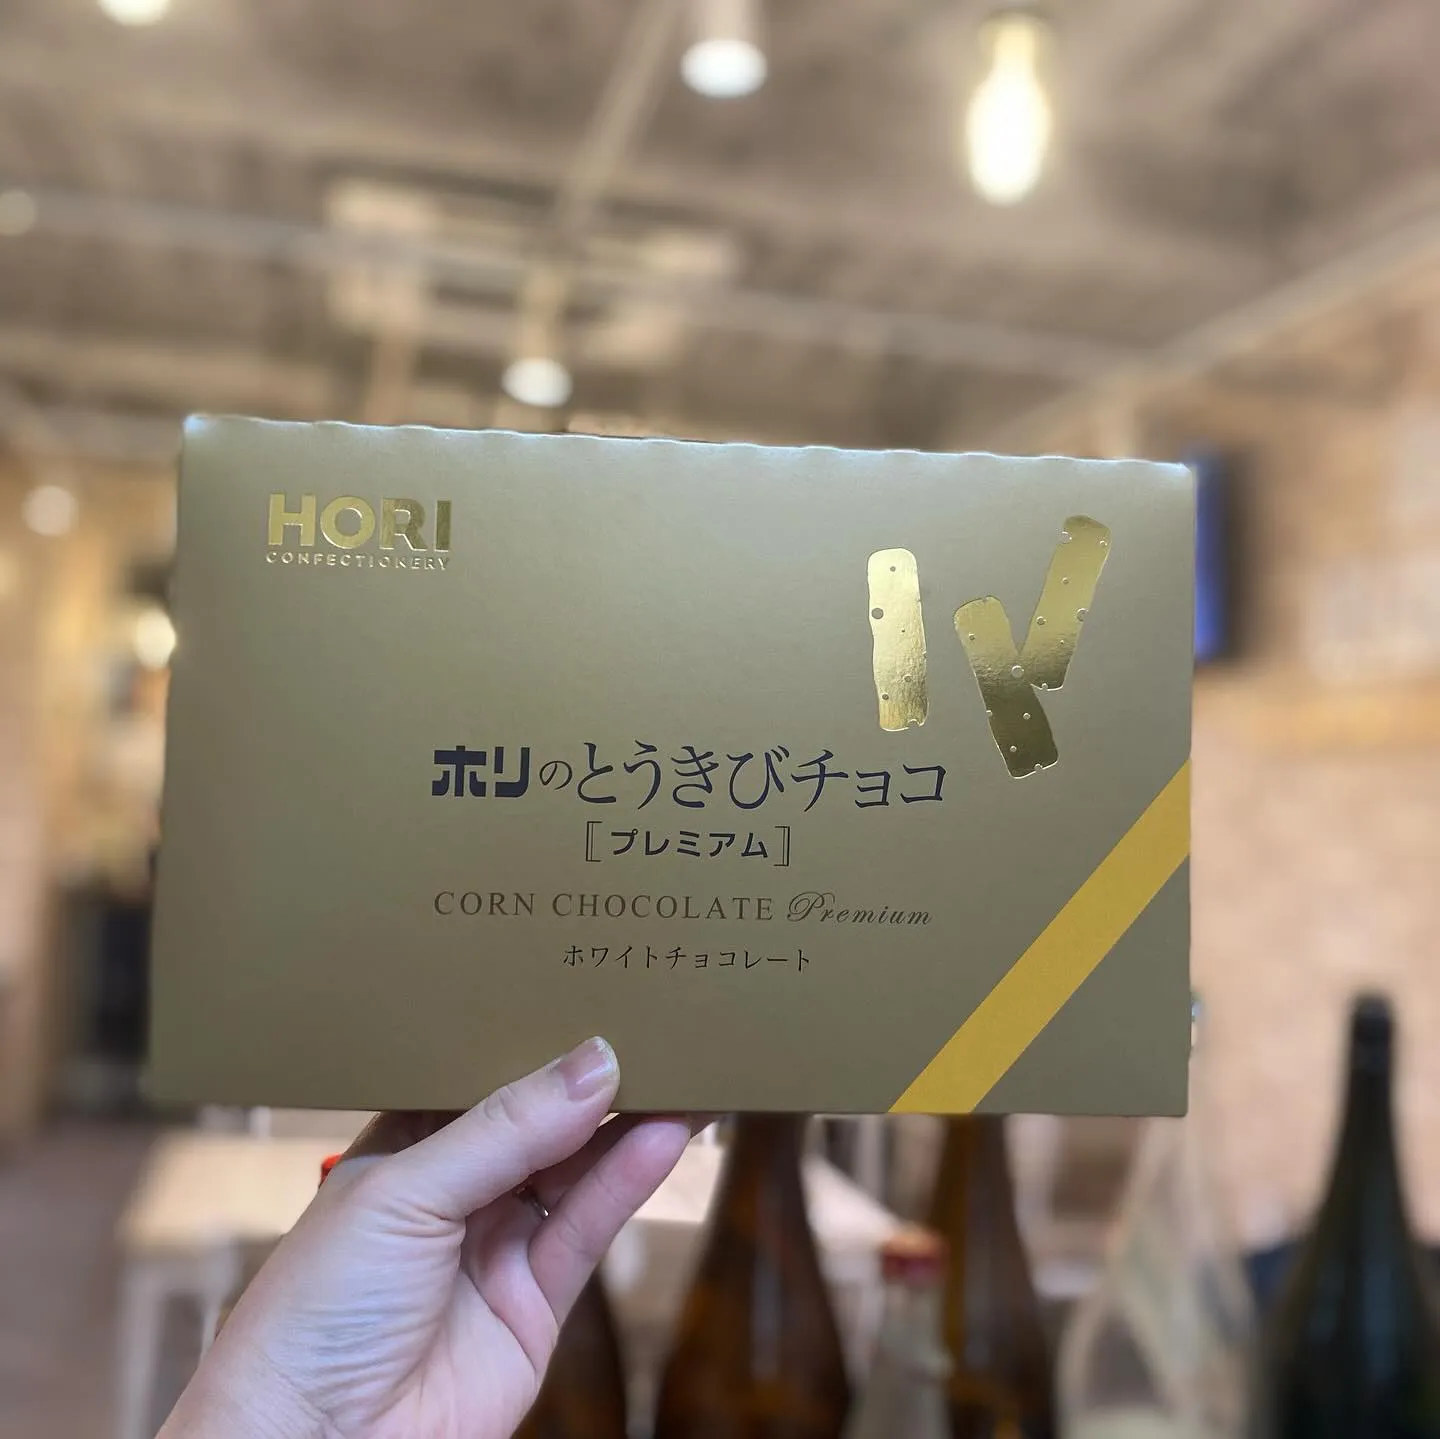 HORI
CONFECTIONERY
ホリのとうきびチョコ
[プレミアム]
CORN CHOCOLATE Premium
ホワイトチョコレート